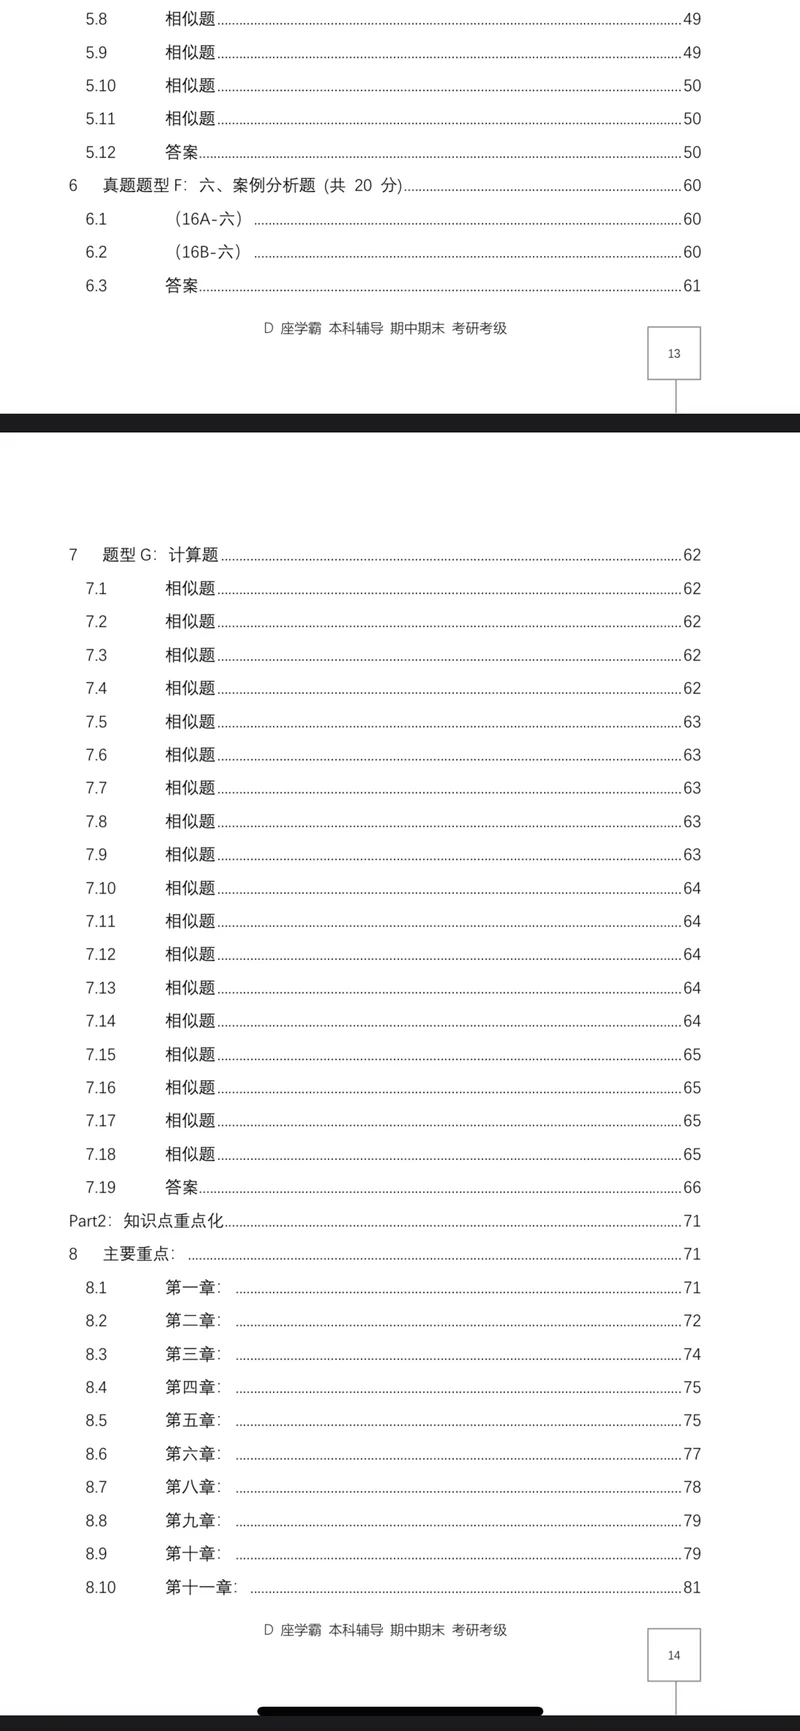 5.8 相似题 49
5.9 相似题 49
5.10 相似题 50
5.11 相似题 50
5.12 答案 50
6 真题题型 F：六、案例分析题 (共 20 分) 60
6.1 （16A-六） 60
6.2 （16B-六） 60
6.3 答案 61
D 座学霸 本科辅导 期中期末 考研考级
13
7 题型 G：计算题 62
7.1 相似题 62
7.2 相似题 62
7.3 相似题 62
7.4 相似题 62
7.5 相似题 63
7.6 相似题 63
7.7 相似题 63
7.8 相似题 63
7.9 相似题 63
7.10 相似题 64
7.11 相似题 64
7.12 相似题 64
7.13 相似题 64
7.14 相似题 64
7.15 相似题 65
7.16 相似题 65
7.17 相似题 65
7.18 相似题 65
7.19 答案 66
Part2：知识点重点化 71
8 主要重点： 71
8.1 第一章： 71
8.2 第二章： 72
8.3 第三章： 74
8.4 第四章： 75
8.5 第五章： 75
8.6 第六章： 77
8.7 第八章： 78
8.8 第九章： 79
8.9 第十章： 79
8.10 第十一章： 81
D 座学霸 本科辅导 期中期末 考研考级
14